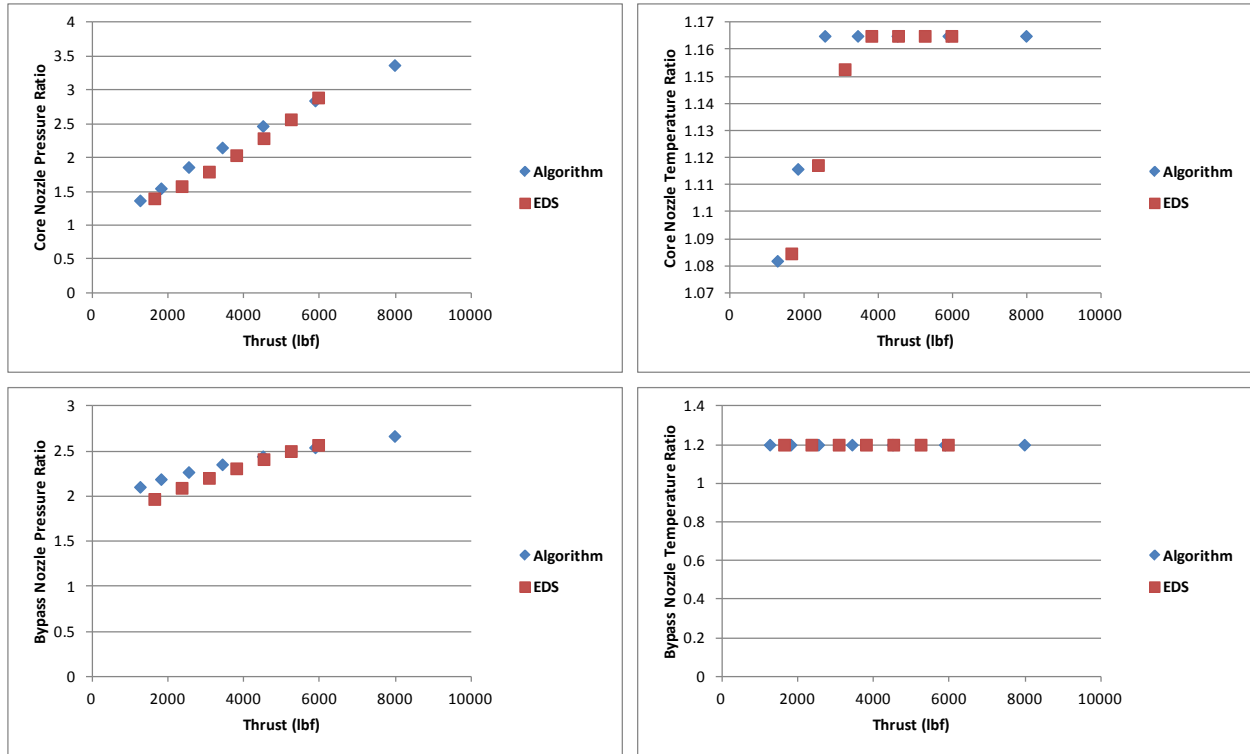 Core Nozzle Pressure Ratio
4
3.5
3
2.5
2
1.5
1
0.5
0
0 2000 4000 6000 8000 10000
Thrust (lbf)
Algorithm
EDS
Core Nozzle Temperature Ratio
1.17
1.16
1.15
1.14
1.13
1.12
1.11
1.1
1.09
1.08
1.07
0 2000 4000 6000 8000 10000
Thrust (lbf)
Algorithm
EDS
Bypass Nozzle Pressure Ratio
3
2.5
2
1.5
1
0.5
0
0 2000 4000 6000 8000 10000
Thrust (lbf)
Algorithm
EDS
Bypass Nozzle Temperature Ratio
1.4
1.2
1
0.8
0.6
0.4
0.2
0
0 2000 4000 6000 8000 10000
Thrust (lbf)
Algorithm
EDS